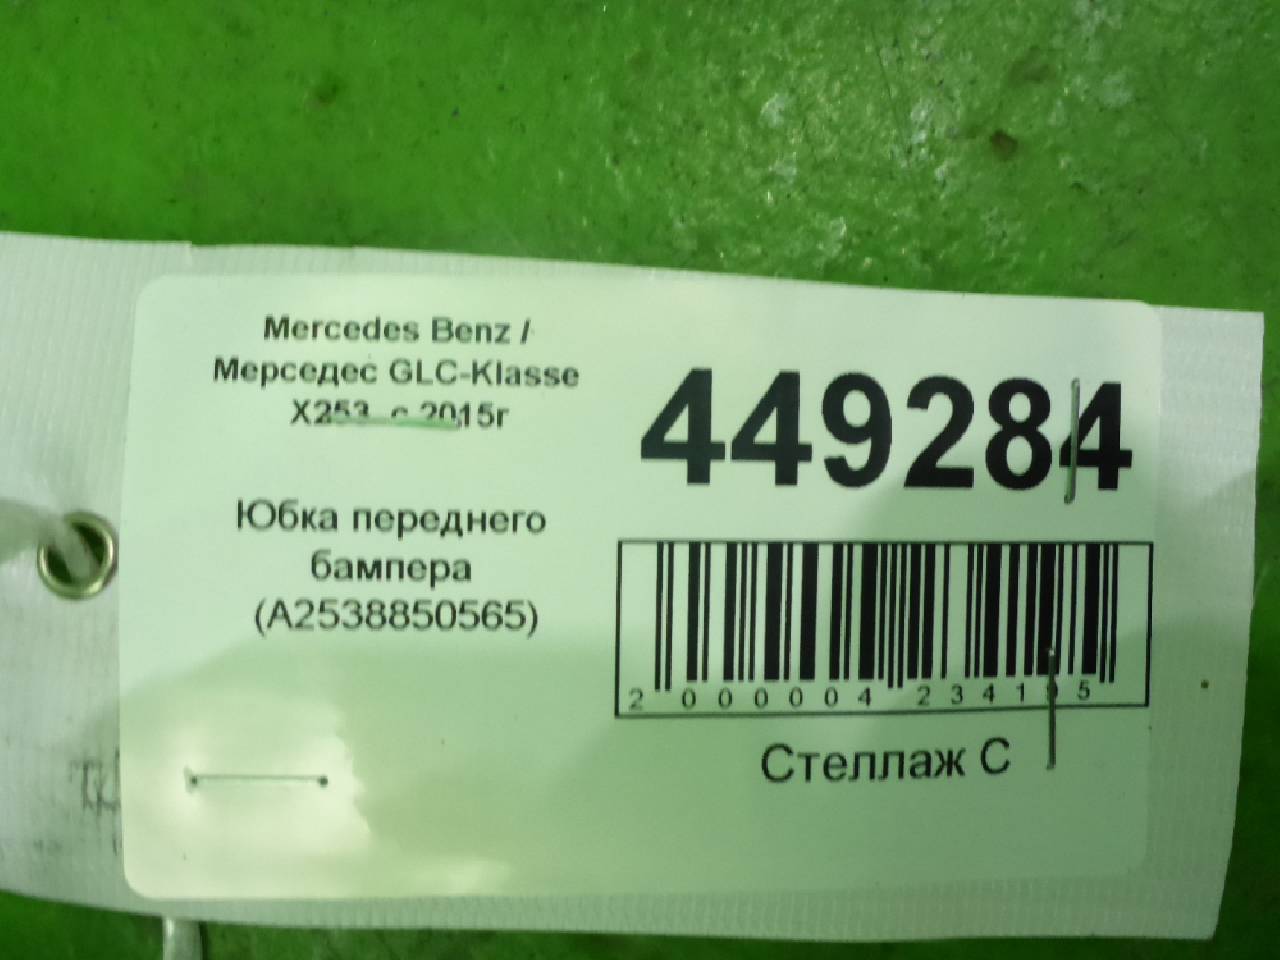 Mercedes Benz /
Мерседес GLC-Klasse
X253 с 2015г
Юбка переднего
бампера
(A2538850565)
449284
2 000004 234195
Стеллаж С